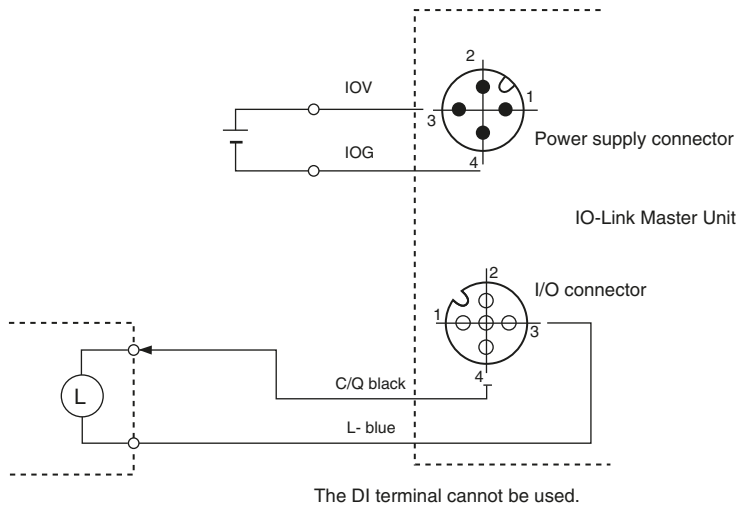 2
IOV
1
3
Power supply connector
IOG
4
IO-Link Master Unit
2
I/O connector
1
3
4
C/Q black
L
L- blue
The DI terminal cannot be used.